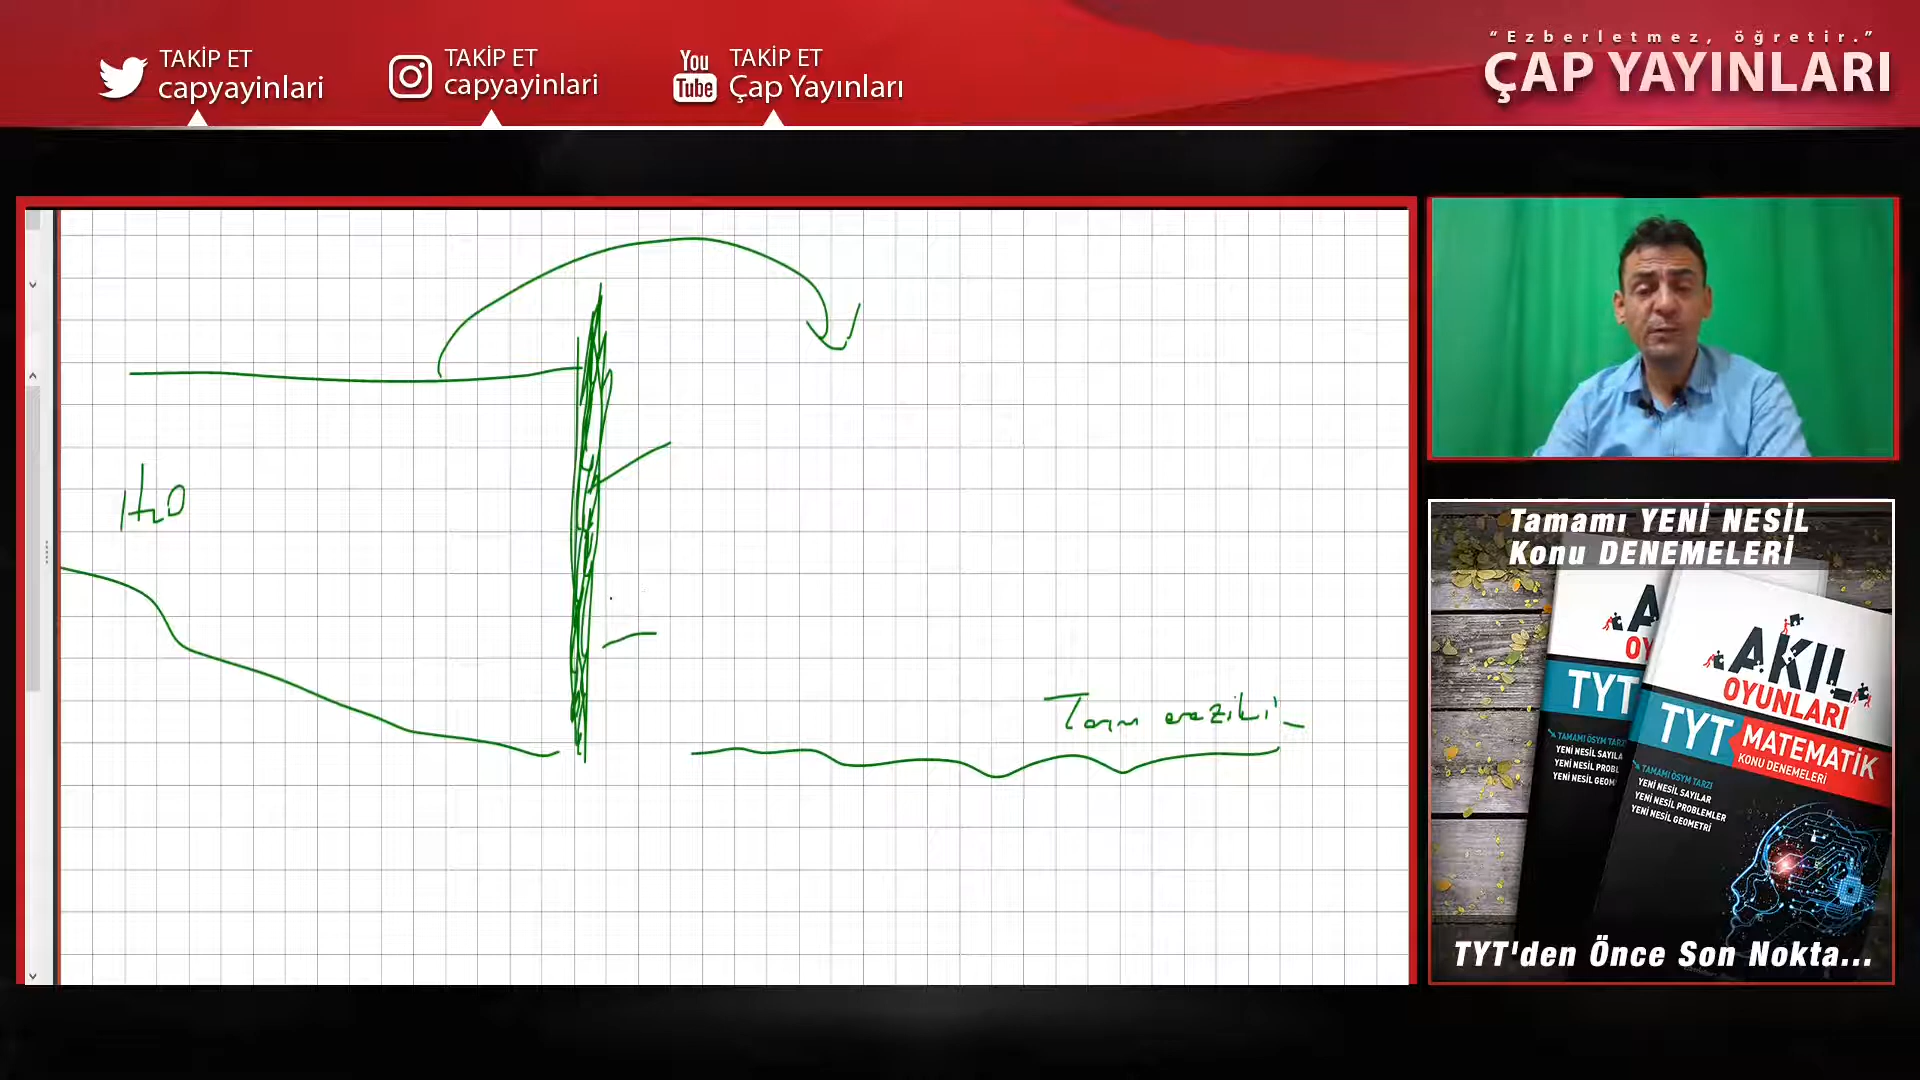 "Ezberletmez, öğretir."
ÇAP YAYINLARI
TAKİP ET
capyayinlari
TAKİP ET
capyayinlari
You
Tube
TAKİP ET
Çap Yayınları
H₂O
Tarım arazileri
Tamamı YENİ NESİL
Konu DENEMELERİ
AKIL
OYUNLARI
TYT
MATEMATİK
KONU DENEMELERİ
TAMAMI ÖSYM TARZI
YENİ NESİL SAYILAR
YENİ NESİL PROBLEMLER
YENİ NESİL GEOMETRİ
TYT
TYT'den Önce Son Nokta...